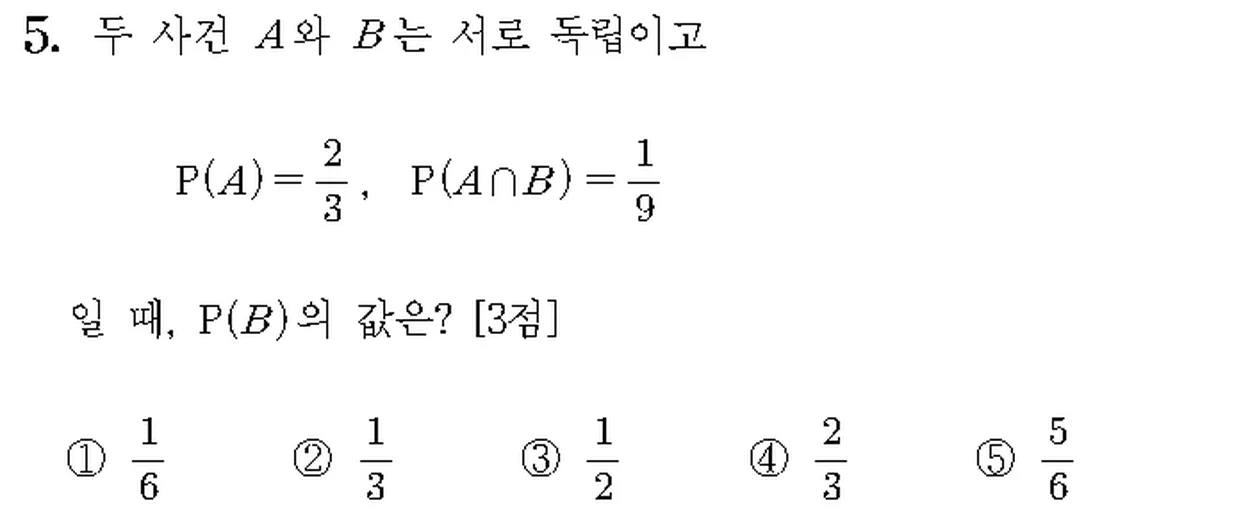 5. 두 사건 A와 B는 서로 독립이고
P(A)=2/3, P(A∩B)=1/9
일 때, P(B)의 값은? [3점]
① 1/6 ② 1/3 ③ 1/2 ④ 2/3 ⑤ 5/6